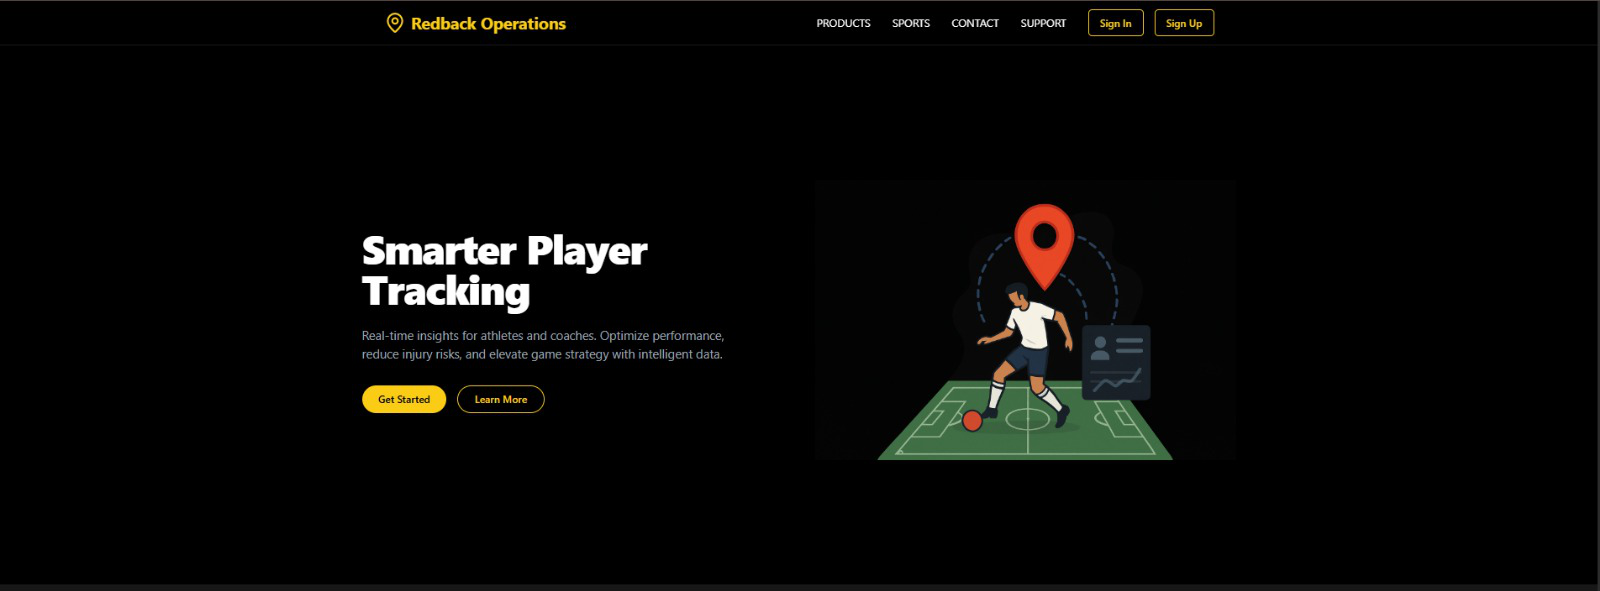 Redback Operations
PRODUCTS
SPORTS
CONTACT
SUPPORT
Sign In
Sign Up
Smarter Player
Tracking
Real-time insights for athletes and coaches. Optimize performance,
reduce injury risks, and elevate game strategy with intelligent data.
Get Started
Learn More